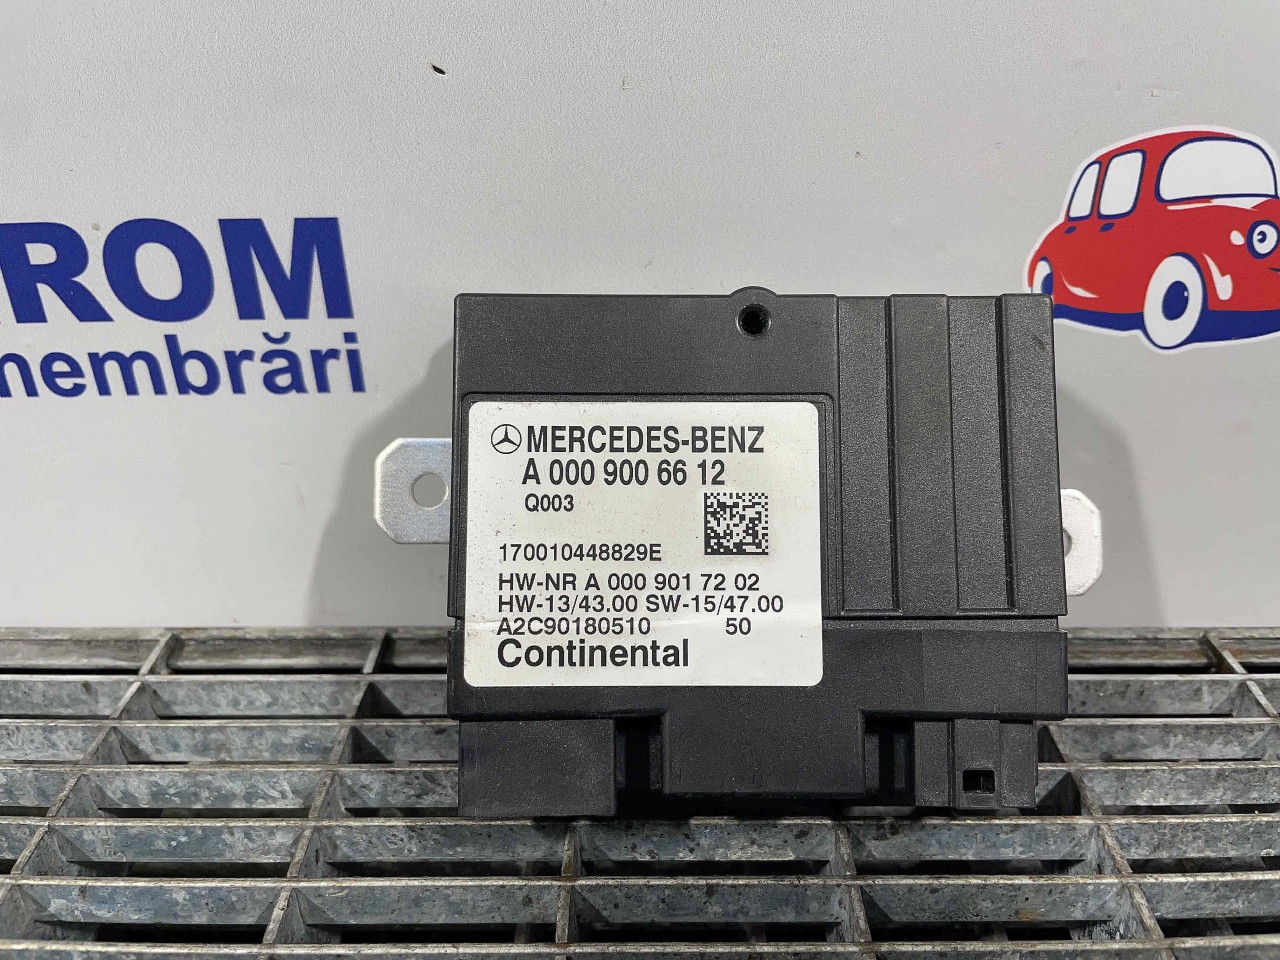 ROM
membrări
MERCEDES-BENZ
A 000 900 66 12
Q003
170010448829E
HW-NR A 000 901 72 02
HW-13/43.00 SW-15/47.00
A2C90180510 50
Continental